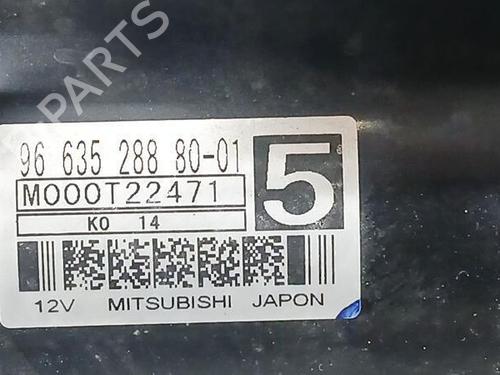 PARTS
96 635 288 80-01
5
M000T22471
K0 14
12V MITSUBISHI JAPON